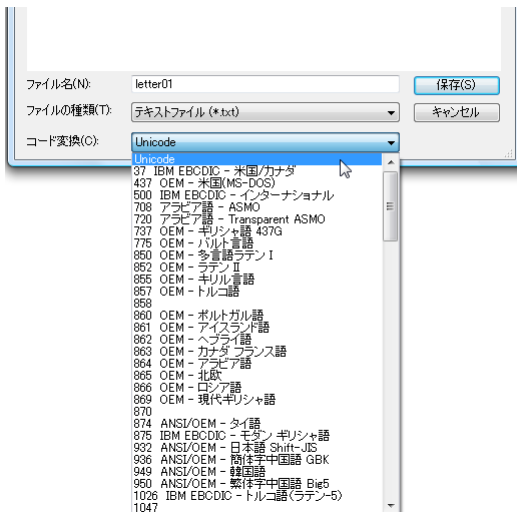 ファイル名(N):
letter01
保存(S)
ファイルの種類(T):
テキストファイル (*.txt)
キャンセル
コード変換(C):
Unicode
Unicode
37 IBM EBCDIC - 米国/カナダ
437 OEM - 米国(MS-DOS)
500 IBM EBCDIC - インターナショナル
708 アラビア語 - ASMO
720 アラビア語 - Transparent ASMO
737 OEM - ギリシャ語 437G
775 OEM - バルト言語
850 OEM - 多言語ラテン I
852 OEM - ラテン II
855 OEM - キリル言語
857 OEM - トルコ語
858
860 OEM - ポルトガル語
861 OEM - アイスランド語
862 OEM - ヘブライ語
863 OEM - カナダ フランス語
864 OEM - アラビア語
865 OEM - 北欧
866 OEM - ロシア語
869 OEM - 現代ギリシャ語
870
874 ANSI/OEM - タイ語
875 IBM EBCDIC - モダン ギリシャ語
932 ANSI/OEM - 日本語 Shift-JIS
936 ANSI/OEM - 簡体字中国語 GBK
949 ANSI/OEM - 韓国語
950 ANSI/OEM - 繁体字中国語 Big5
1026 IBM EBCDIC - トルコ語(ラテン-5)
1047